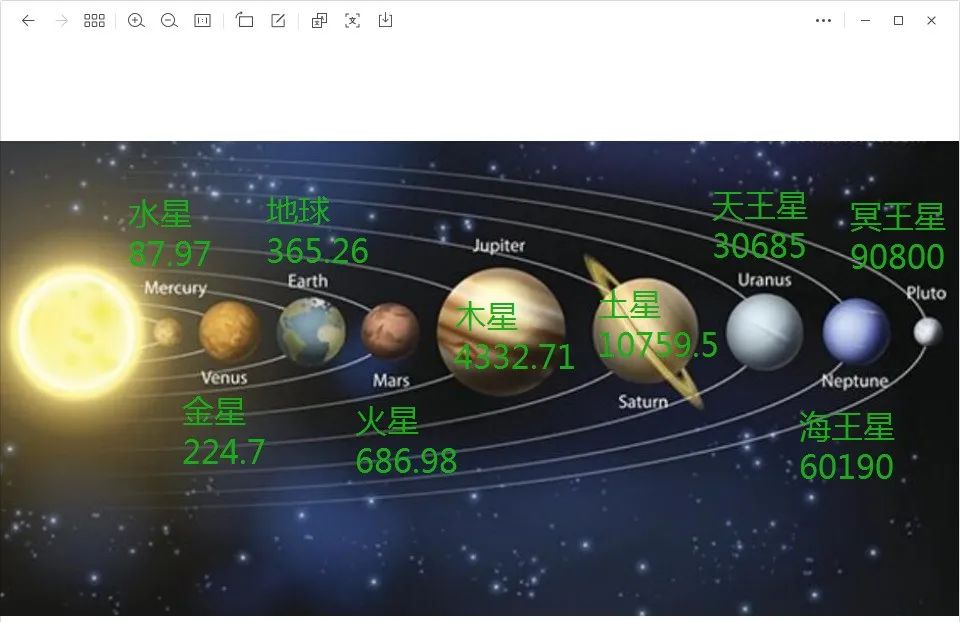 水星
87.97
Mercury
地球
365.26
Earth
Jupiter
木星
4332.71
土星
10759.5
Saturn
天王星
30685
Uranus
冥王星
90800
Pluto
Venus
金星
224.7
Mars
火星
686.98
Neptune
海王星
60190